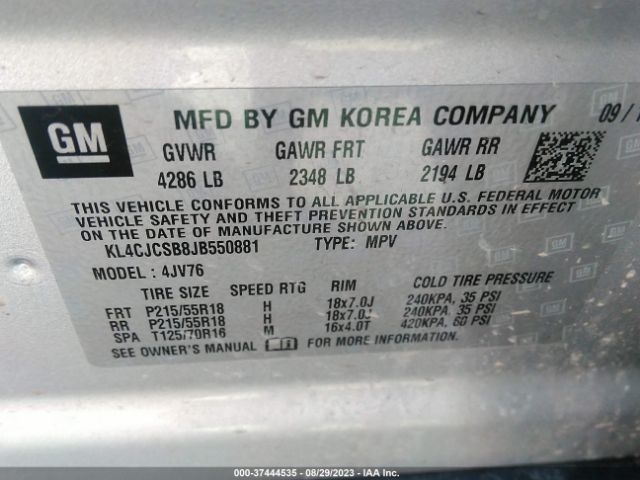 GM
MFD BY GM KOREA COMPANY 09/1
GVWR GAWR FRT GAWR RR
4286 LB 2348 LB 2194 LB
THIS VEHICLE CONFORMS TO ALL APPLICABLE U.S. FEDERAL MOTOR
VEHICLE SAFETY AND THEFT PREVENTION STANDARDS IN EFFECT
ON THE DATE OF MANUFACTURE SHOWN ABOVE.
KL4CJCSB8JB550881 TYPE: MPV
MODEL: 4JV76
TIRE SIZE SPEED RTG RIM COLD TIRE PRESSURE
FRT P215/55R18 H 18x7.0J 240KPA, 35 PSI
RR P215/55R18 H 18x7.0J 240KPA, 35 PSI
SPA T125/70R16 M 16x4.0T 420KPA, 60 PSI
SEE OWNER'S MANUAL FOR MORE INFORMATION.
000-37444535 - 08/29/2023 - IAA Inc.